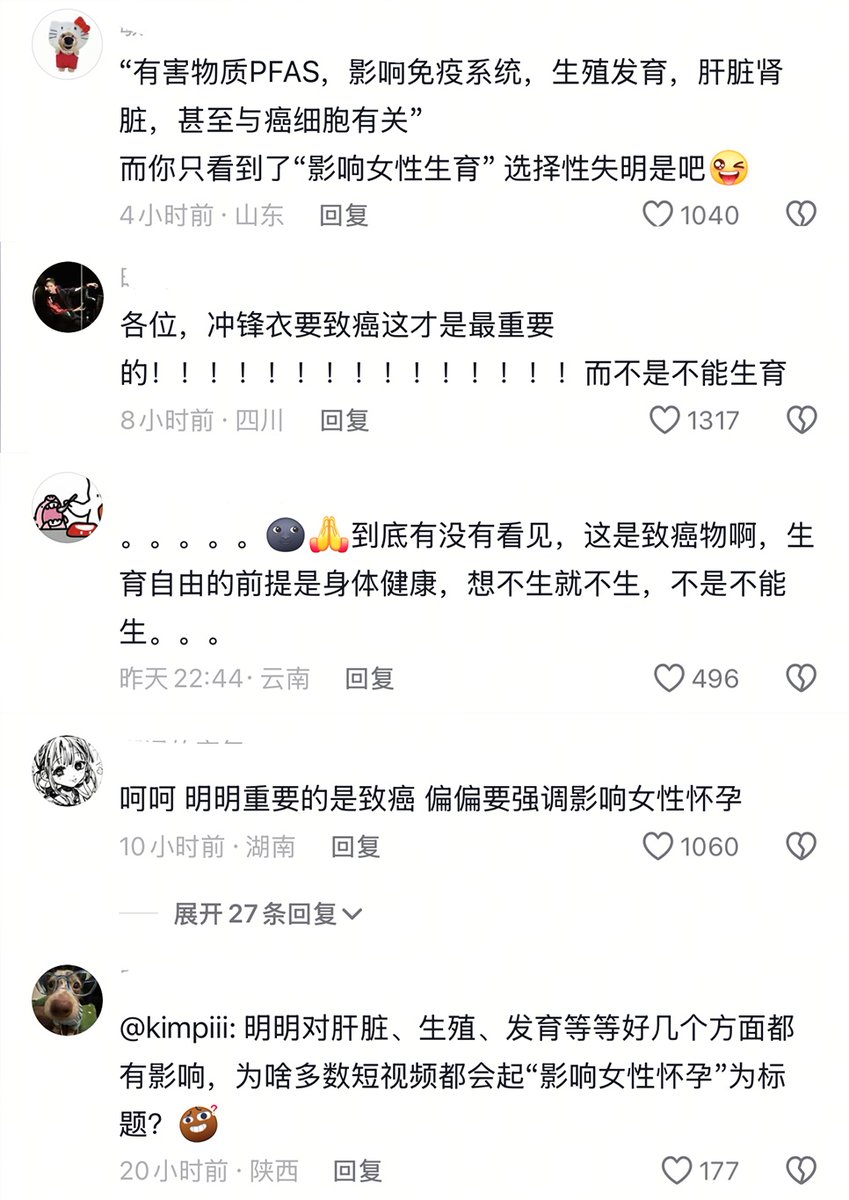 “有害物质PFAS，影响免疫系统，生殖发育，肝脏肾
脏，甚至与癌细胞有关”
而你只看到了“影响女性生育” 选择性失明是吧
4小时前 · 山东 回复 1040
各位，冲锋衣要致癌这才是最重要
的！！！！！！！！！！！！！！！而不是不能生育
8小时前 · 四川 回复 1317
。。。。。到底有没有看见，这是致癌物啊，生
育自由的前提是身体健康，想不生就不生，不是不能
生。。。
昨天 22:44 · 云南 回复 496
呵呵 明明重要的是致癌 偏偏要强调影响女性怀孕
10小时前 · 湖南 回复 1060
展开 27 条回复
@kimpiii: 明明对肝脏、生殖、发育等等好几个方面都
有影响，为啥多数短视频都会起“影响女性怀孕”为标
题？
20小时前 · 陕西 回复 177